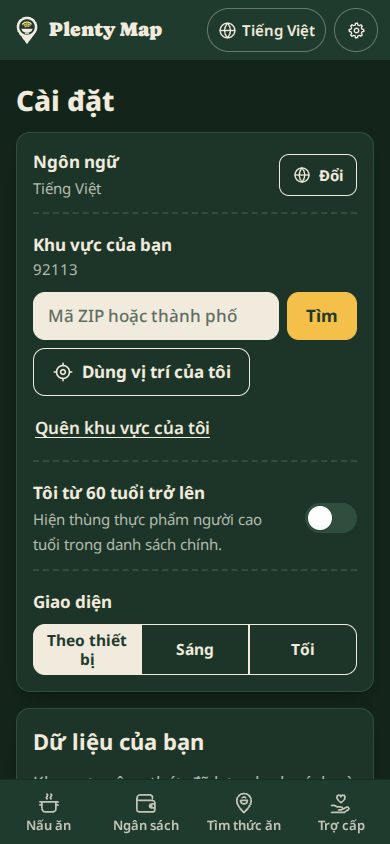 Plenty Map
Tiếng Việt
Cài đặt
Ngôn ngữ
Tiếng Việt
Đổi
Khu vực của bạn
92113
Mã ZIP hoặc thành phố
Tìm
Dùng vị trí của tôi
Quên khu vực của tôi
Tôi từ 60 tuổi trở lên
Hiện thùng thực phẩm người cao
tuổi trong danh sách chính.
Giao diện
Theo thiết
bị
Sáng
Tối
Dữ liệu của bạn
Nấu ăn
Ngân sách
Tìm thức ăn
Trợ cấp